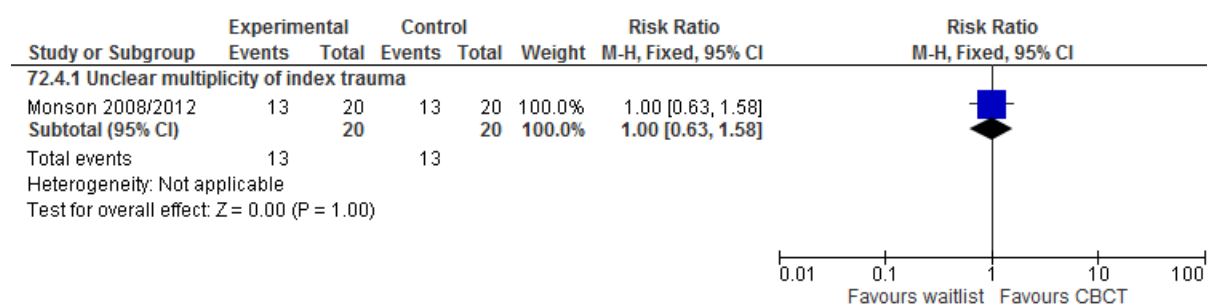 Experimental Control Risk Ratio Risk Ratio
Study or Subgroup Events Total Events Total Weight M-H, Fixed, 95% CI M-H, Fixed, 95% CI
72.4.1 Unclear multiplicity of index trauma
Monson 2008/2012 13 20 13 20 100.0% 1.00 [0.63, 1.58]
Subtotal (95% CI) 20 20 100.0% 1.00 [0.63, 1.58]
Total events 13 13
Heterogeneity: Not applicable
Test for overall effect: Z = 0.00 (P = 1.00)
0.01 0.1 1 10 100
Favours waitlist Favours CBCT